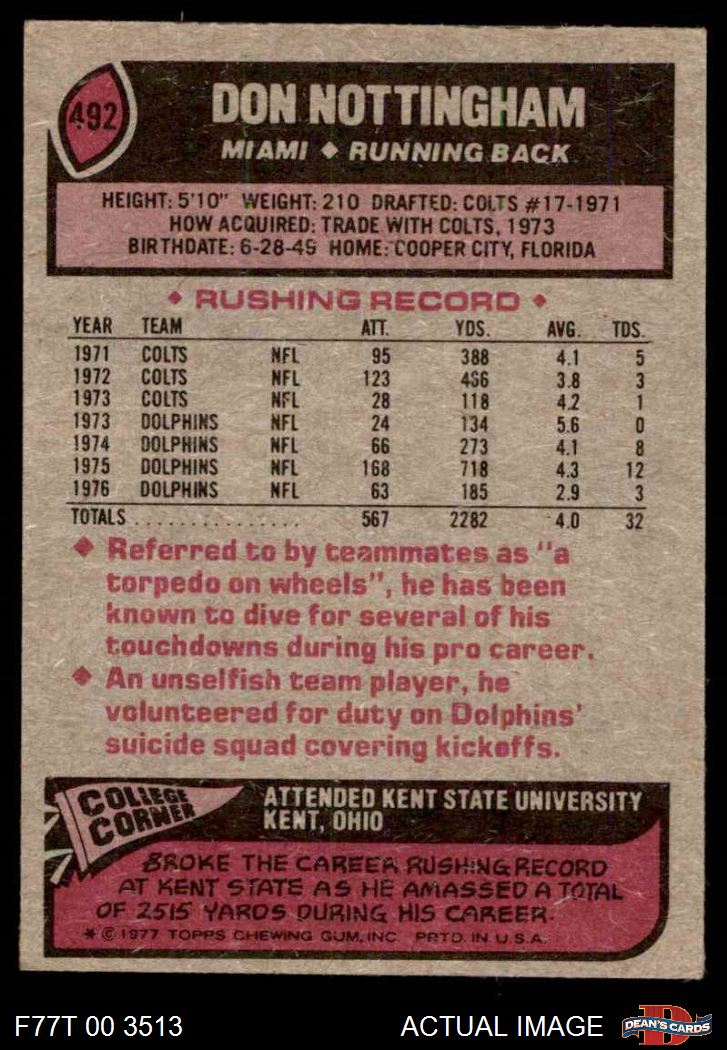 492
DON NOTTINGHAM
MIAMI ◆ RUNNING BACK
HEIGHT: 5'10" WEIGHT: 210 DRAFTED: COLTS #17-1971
HOW ACQUIRED: TRADE WITH COLTS, 1973
BIRTHDATE: 6-28-49 HOME: COOPER CITY, FLORIDA
◆ RUSHING RECORD ◆
YEAR TEAM ATT. YDS. AVG. TDS.
1971 COLTS NFL 95 388 4.1 5
1972 COLTS NFL 123 466 3.8 3
1973 COLTS NFL 28 118 4.2 1
1973 DOLPHINS NFL 24 134 5.6 0
1974 DOLPHINS NFL 66 273 4.1 8
1975 DOLPHINS NFL 168 718 4.3 12
1976 DOLPHINS NFL 63 185 2.9 3
TOTALS............... 567 2282 4.0 32
◆ Referred to by teammates as "a
torpedo on wheels", he has been
known to dive for several of his
touchdowns during his pro career.
◆ An unselfish team player, he
volunteered for duty on Dolphins'
suicide squad covering kickoffs.
COLLEGE
CORNER
ATTENDED KENT STATE UNIVERSITY
KENT, OHIO
BROKE THE CAREER RUSHING RECORD
AT KENT STATE AS HE AMASSED A TOTAL
OF 2515 YARDS DURING HIS CAREER.
* © 1977 TOPPS CHEWING GUM, INC PRTD. IN U.S.A.
F77T 00 3513
ACTUAL IMAGE
D
DEAN'S CARDS